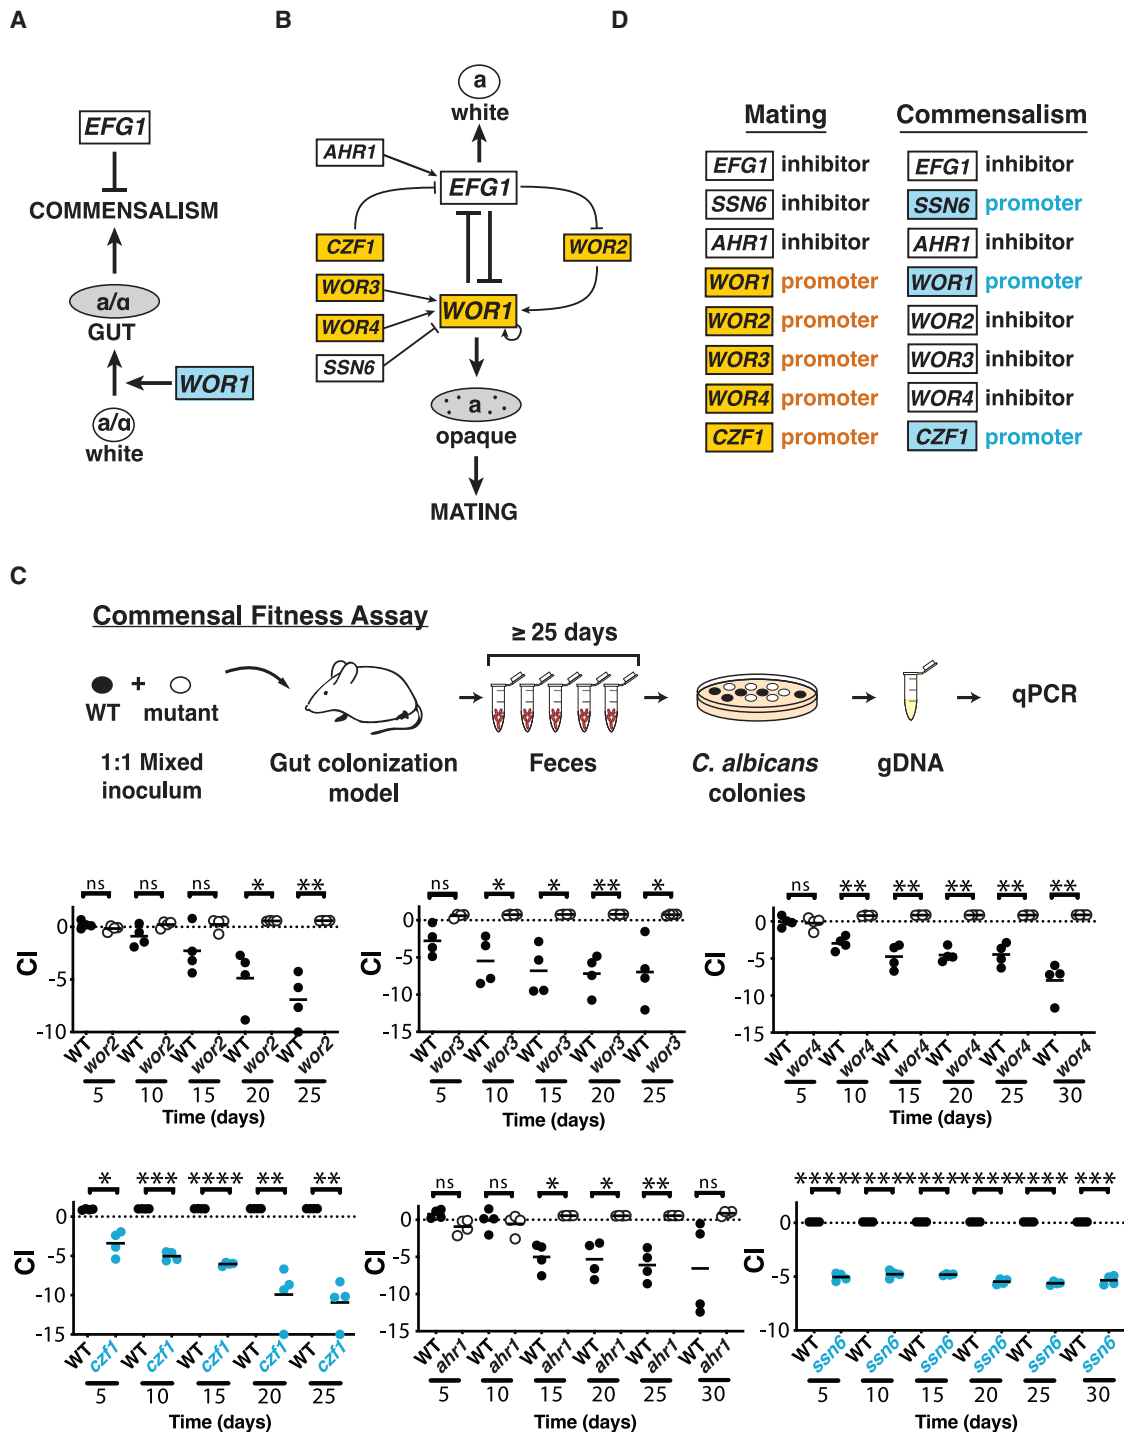 A
EFG1
COMMENSALISM
a/α
GUT
WOR1
a/α
white
B
a
white
AHR1
EFG1
CZF1
WOR2
WOR3
WOR1
WOR4
SSN6
a
opaque
MATING
D
Mating Commensalism
EFG1 inhibitor EFG1 inhibitor
SSN6 inhibitor SSN6 promoter
AHR1 inhibitor AHR1 inhibitor
WOR1 promoter WOR1 promoter
WOR2 promoter WOR2 inhibitor
WOR3 promoter WOR3 inhibitor
WOR4 promoter WOR4 inhibitor
CZF1 promoter CZF1 promoter
C
Commensal Fitness Assay
≥ 25 days
WT + mutant
qPCR
1:1 Mixed inoculum
Gut colonization model
Feces
C. albicans colonies
gDNA
ns ns ns * **
CI
0
-5
-10
WT wor2 WT wor2 WT wor2 WT wor2 WT wor2
5 10 15 20 25
Time (days)
ns * * ** *
CI
0
-5
-10
-15
WT wor3 WT wor3 WT wor3 WT wor3 WT wor3
5 10 15 20 25
Time (days)
ns ** ** ** ** **
CI
0
-5
-10
-15
WT wor4 WT wor4 WT wor4 WT wor4 WT wor4 WT wor4
5 10 15 20 25 30
Time (days)
* *** **** ** **
CI
0
-5
-10
-15
WT czf1 WT czf1 WT czf1 WT czf1 WT czf1
5 10 15 20 25
Time (days)
ns ns * * ** ns
CI
0
-5
-10
-15
WT ahr1 WT ahr1 WT ahr1 WT ahr1 WT ahr1 WT ahr1
5 10 15 20 25 30
Time (days)
CI
0
-5
-10
WT ssn6 WT ssn6 WT ssn6 WT ssn6 WT ssn6 WT ssn6
5 10 15 20 25 30
Time (days)